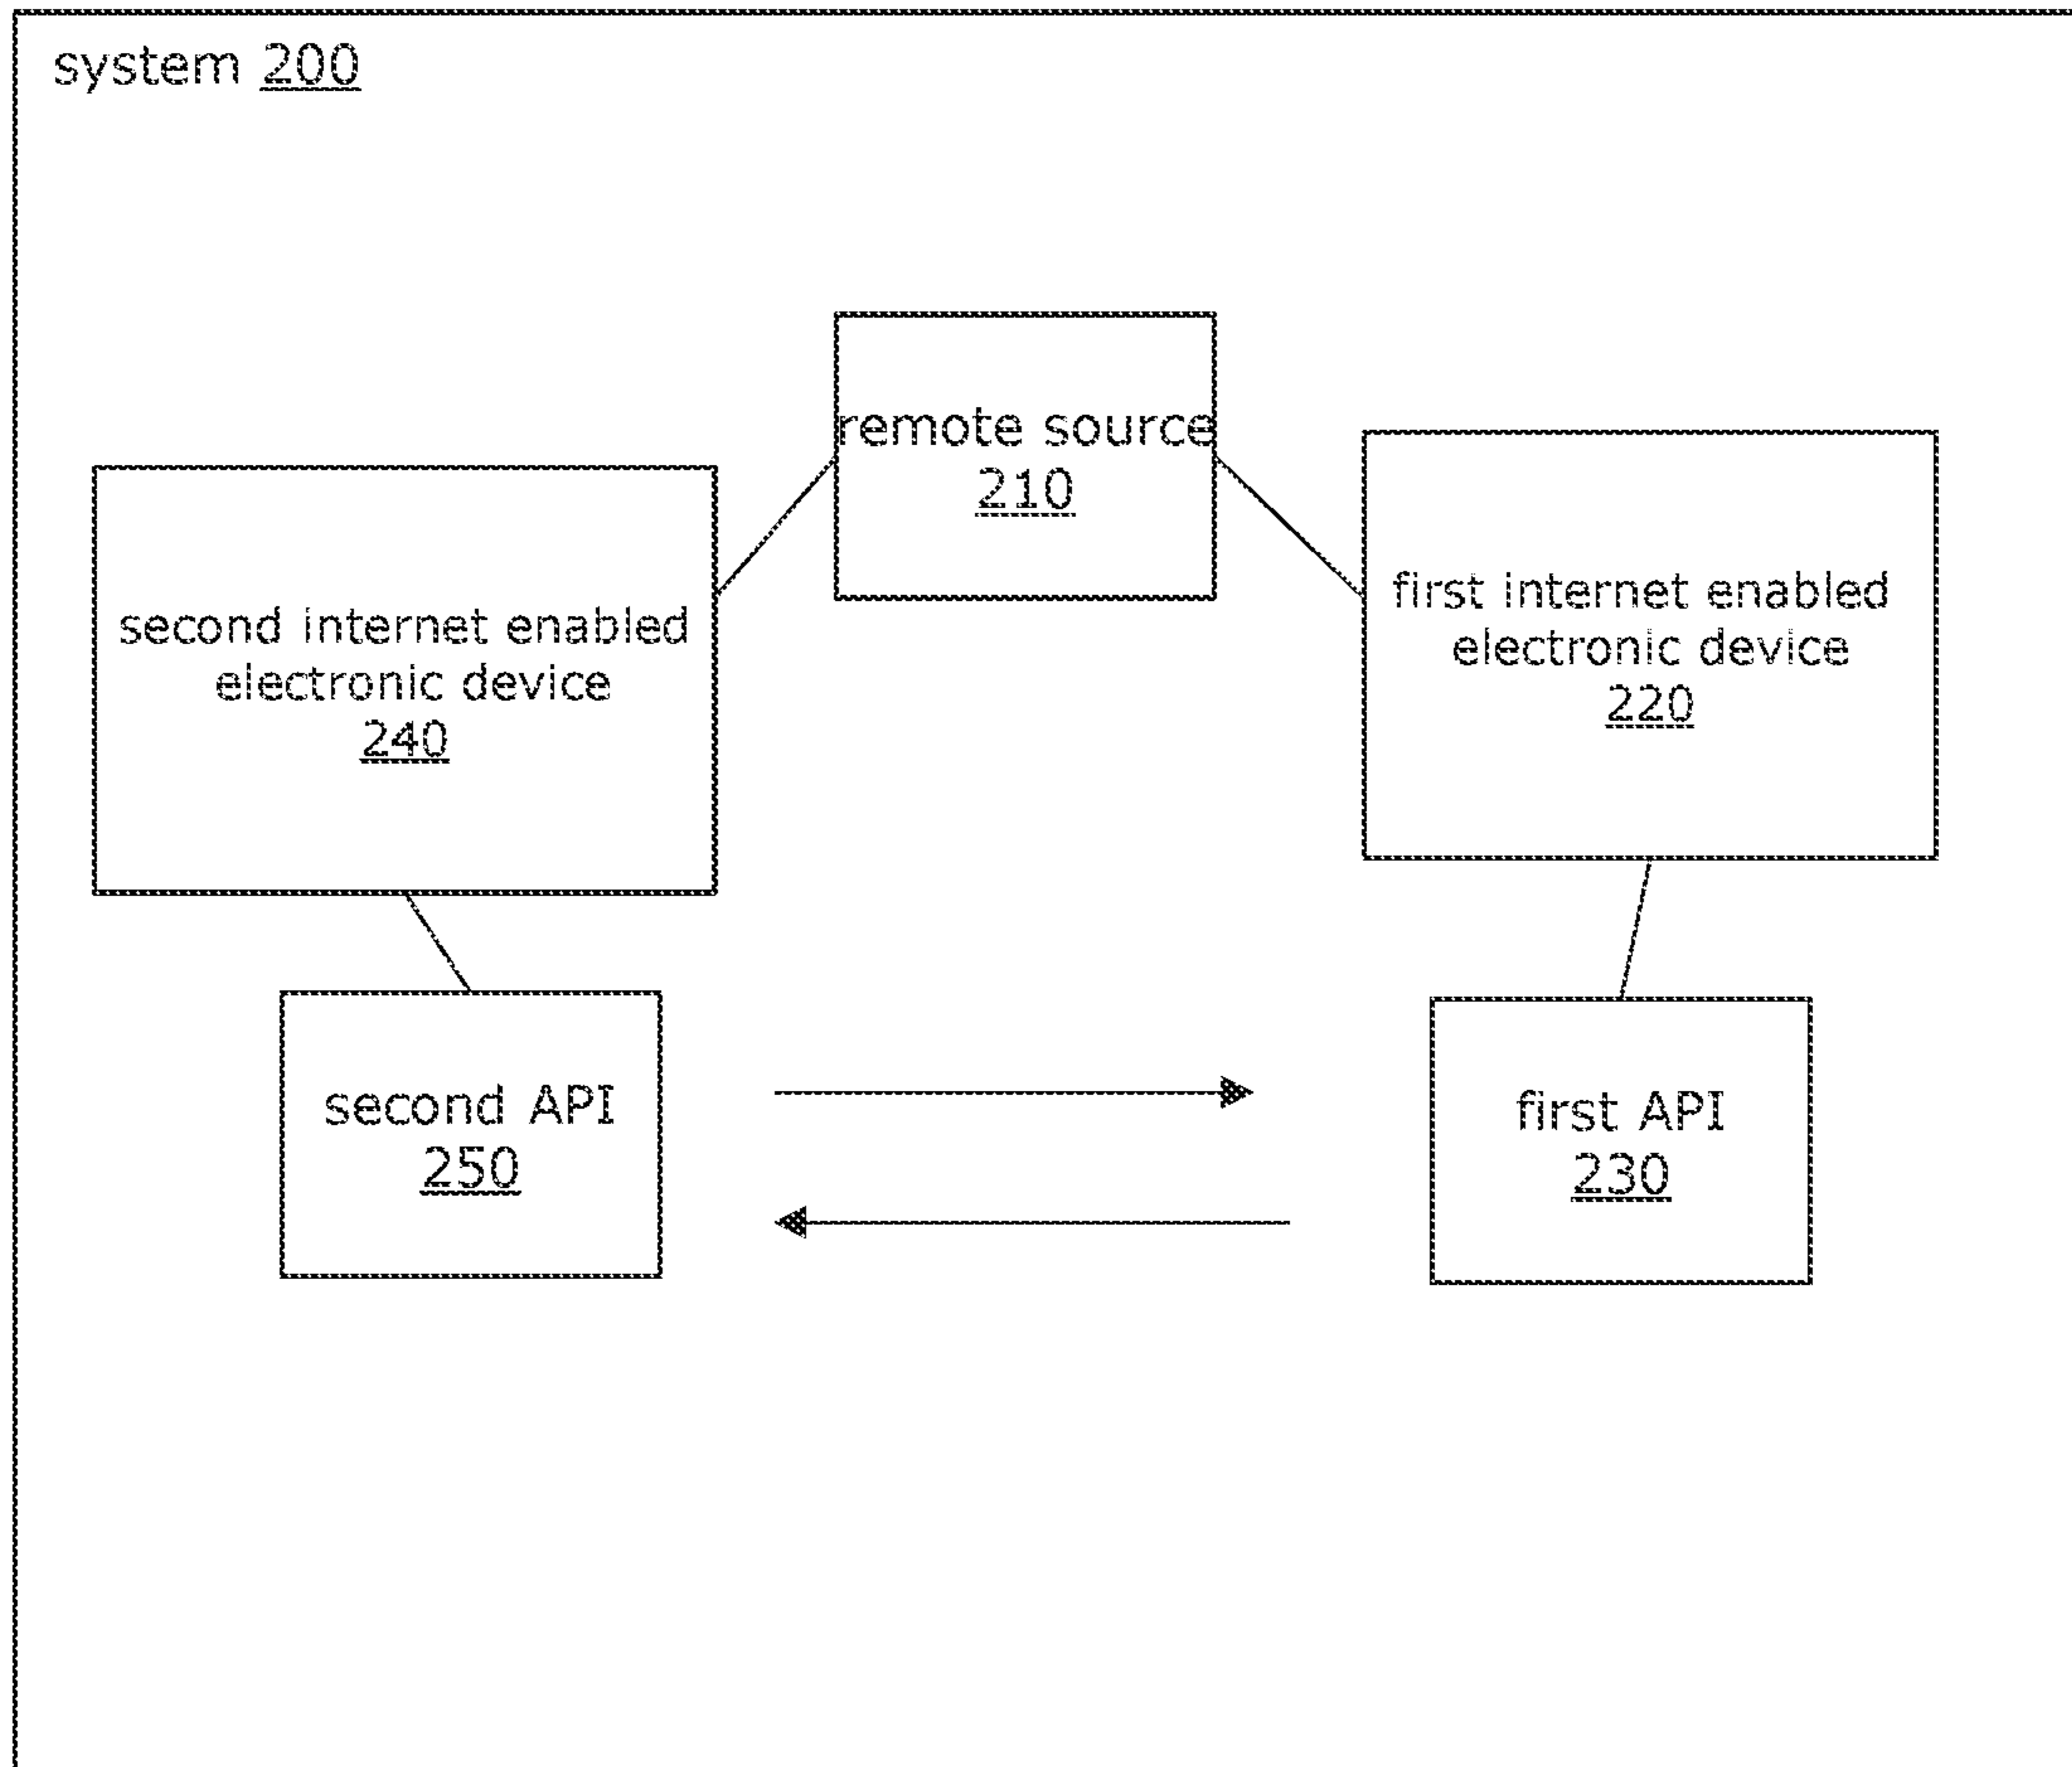 system 200
remote source
210
second internet enabled
electronic device
240
first internet enabled
electronic device
220
second API
250
first API
230